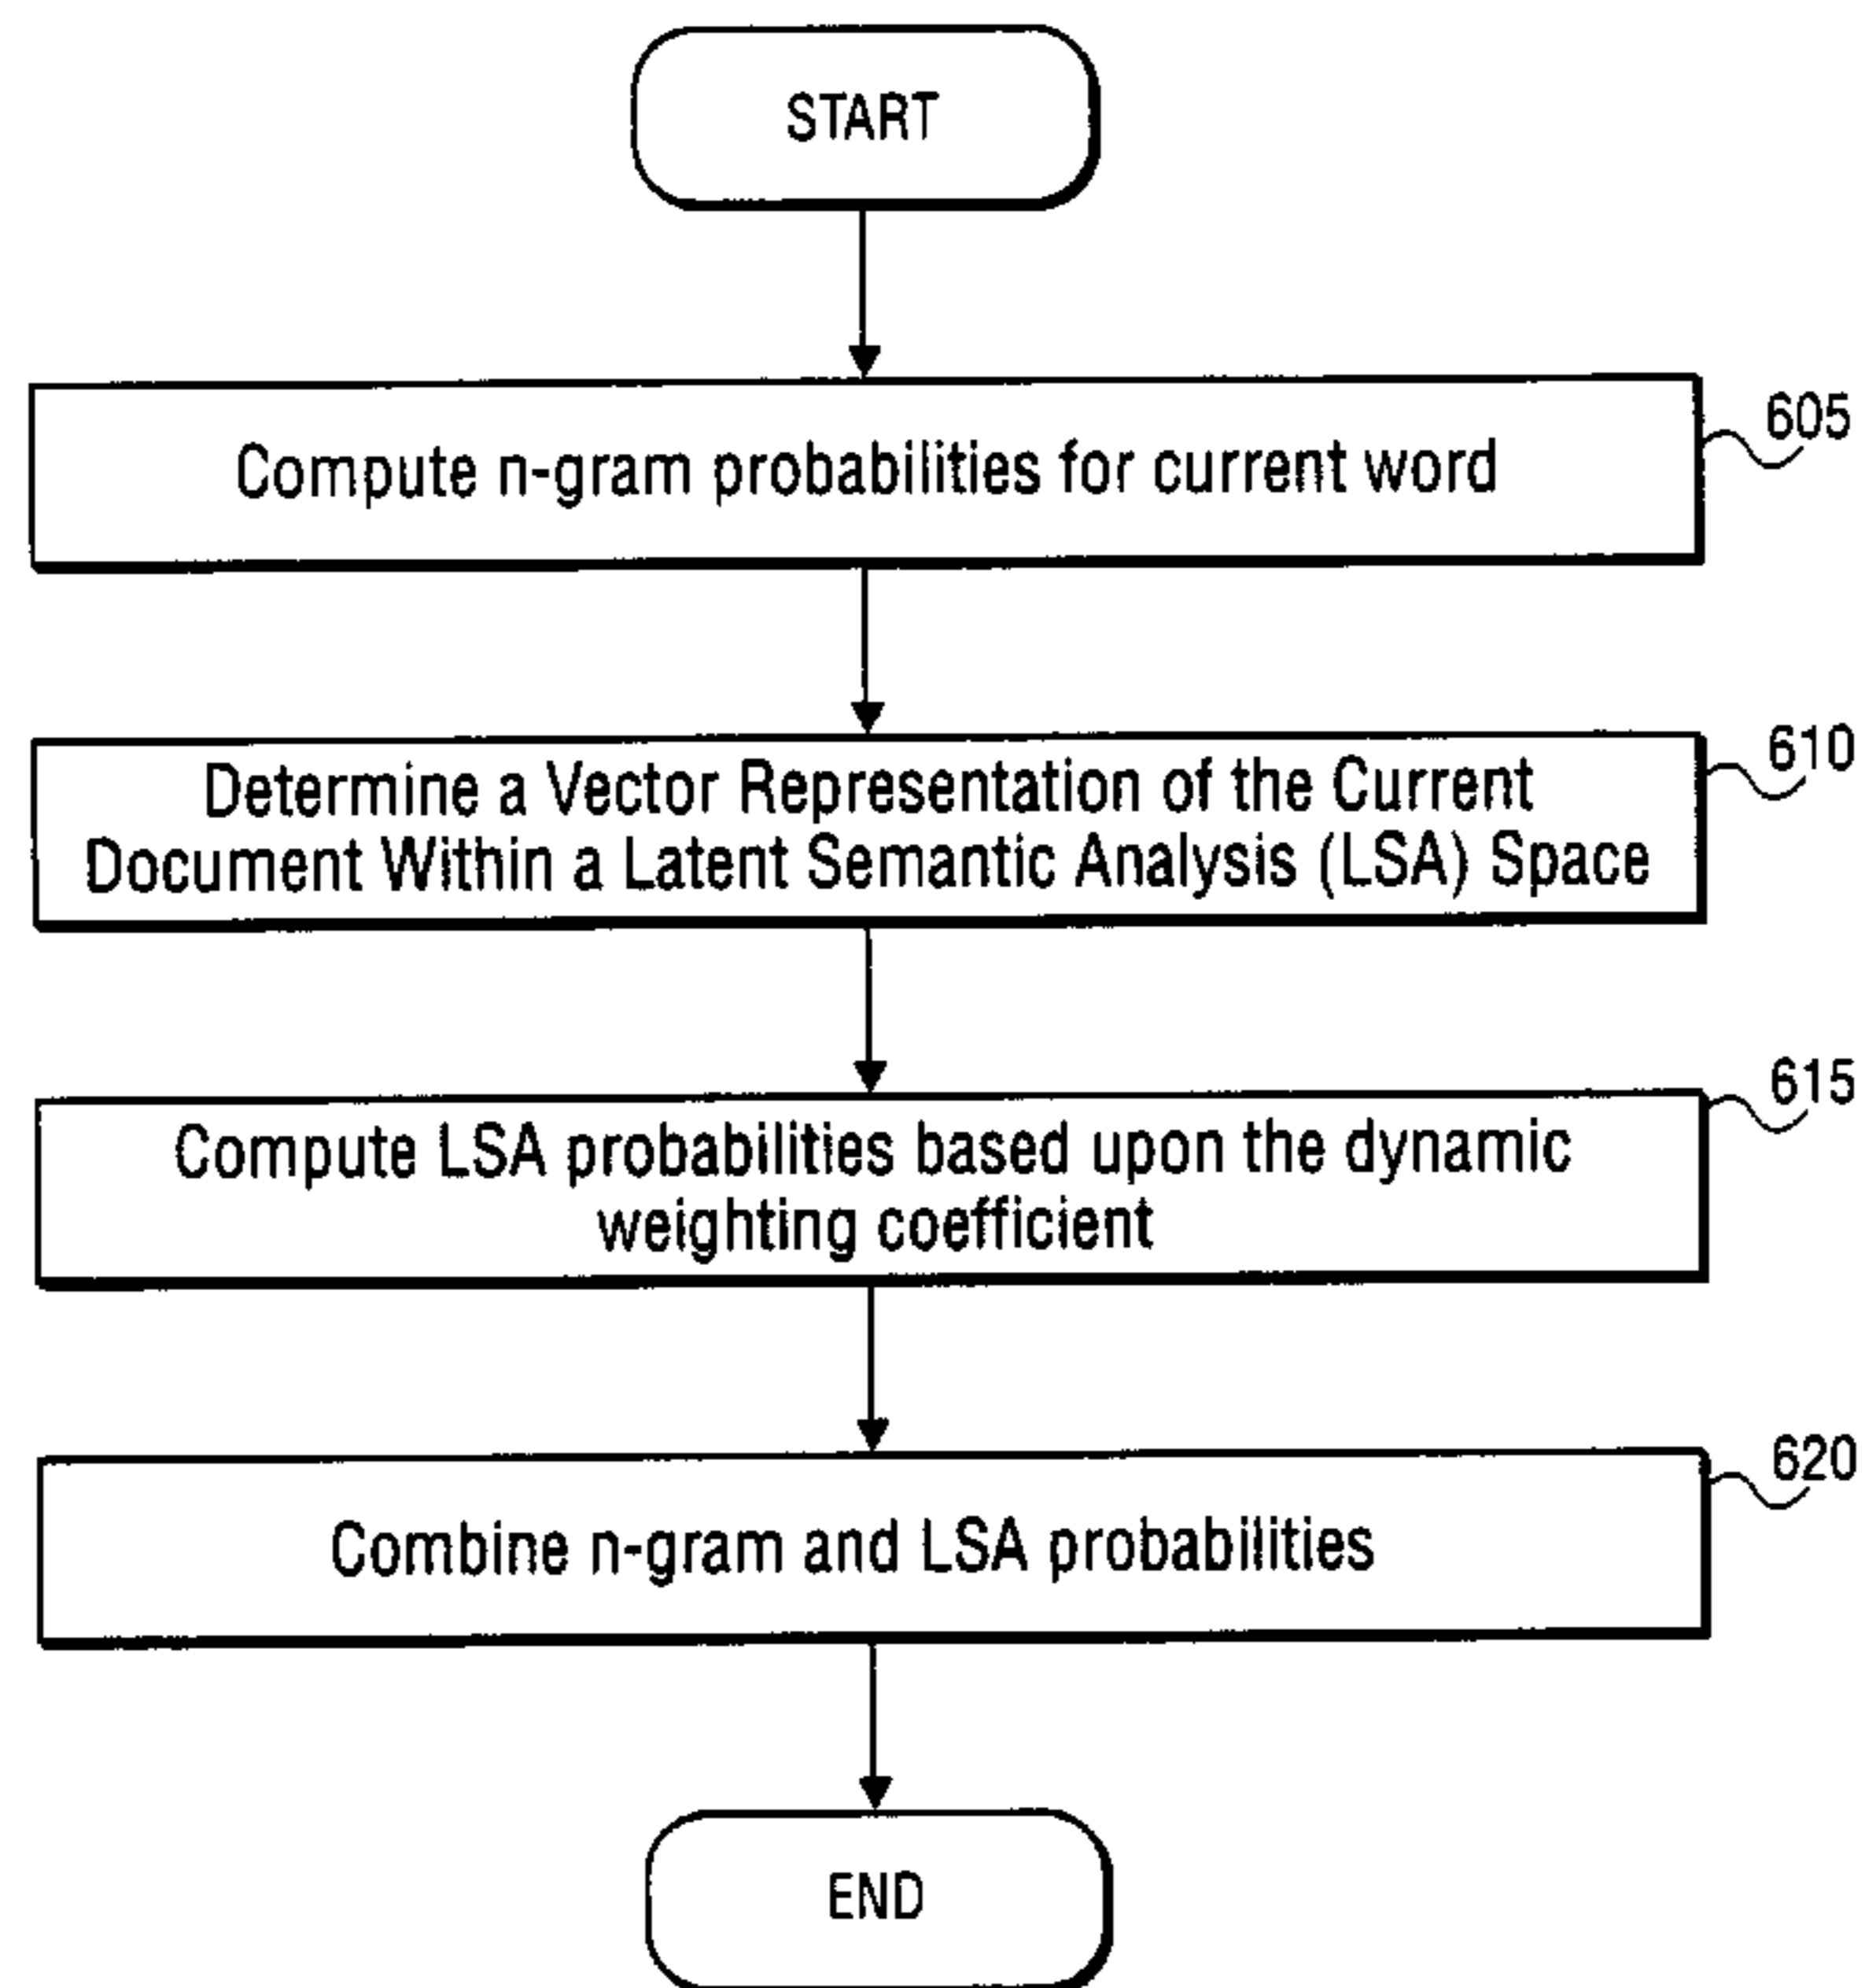 START
605
Compute n-gram probabilities for current word
610
Determine a Vector Representation of the Current
Document Within a Latent Semantic Analysis (LSA) Space
615
Compute LSA probabilities based upon the dynamic
weighting coefficient
620
Combine n-gram and LSA probabilities
END